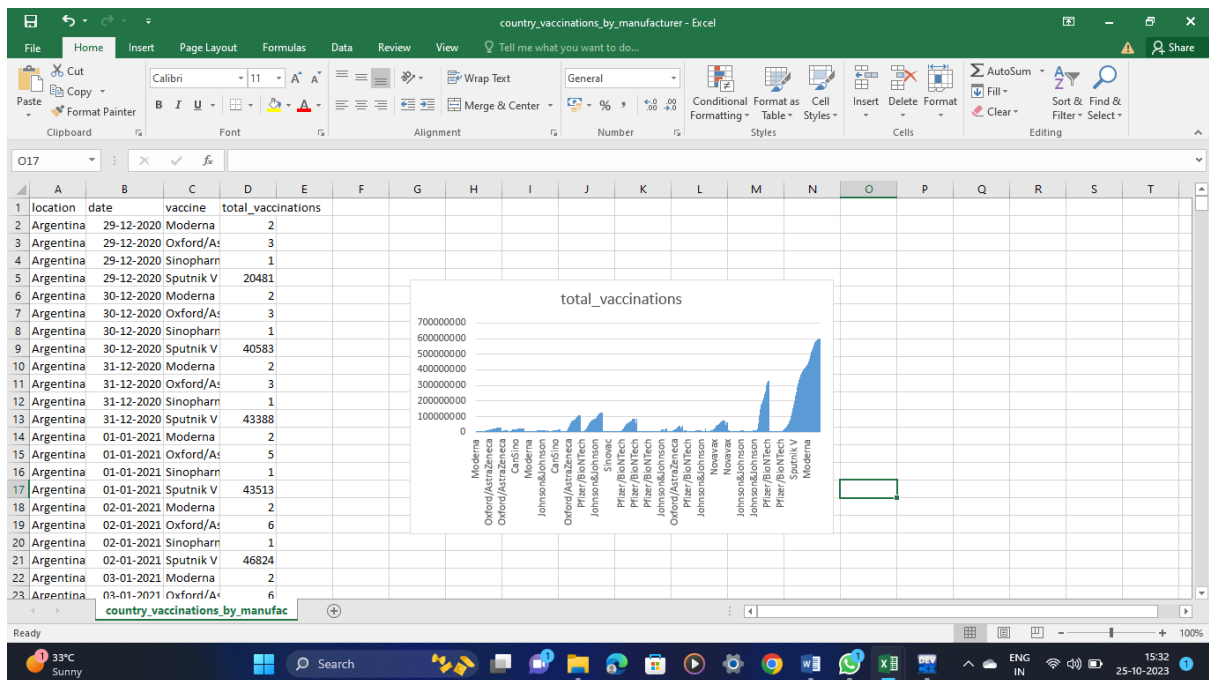 country_vaccinations_by_manufacturer - Excel
File Home Insert Page Layout Formulas Data Review View Tell me what you want to do... Share
Paste
Cut
Copy
Format Painter
Clipboard
Calibri 11
B I U
Font
Wrap Text
Merge & Center
Alignment
General
% ,
Number
Conditional Formatting
Format as Table
Cell Styles
Styles
Insert Delete Format
Cells
AutoSum
Fill
Clear
Sort & Filter
Find & Select
Editing
O17 fx
A B C D E F G H I J K L M N O P Q R S T
1 location date vaccine total_vaccinations
2 Argentina 29-12-2020 Moderna 2
3 Argentina 29-12-2020 Oxford/As 3
4 Argentina 29-12-2020 Sinopharn 1
5 Argentina 29-12-2020 Sputnik V 20481
6 Argentina 30-12-2020 Moderna 2
7 Argentina 30-12-2020 Oxford/As 3
8 Argentina 30-12-2020 Sinopharn 1
9 Argentina 30-12-2020 Sputnik V 40583
10 Argentina 31-12-2020 Moderna 2
11 Argentina 31-12-2020 Oxford/As 3
12 Argentina 31-12-2020 Sinopharn 1
13 Argentina 31-12-2020 Sputnik V 43388
14 Argentina 01-01-2021 Moderna 2
15 Argentina 01-01-2021 Oxford/As 5
16 Argentina 01-01-2021 Sinopharn 1
17 Argentina 01-01-2021 Sputnik V 43513
18 Argentina 02-01-2021 Moderna 2
19 Argentina 02-01-2021 Oxford/As 6
20 Argentina 02-01-2021 Sinopharn 1
21 Argentina 02-01-2021 Sputnik V 46824
22 Argentina 03-01-2021 Moderna 2
23 Argentina 03-01-2021 Oxford/As 6
total_vaccinations
700000000
600000000
500000000
400000000
300000000
200000000
100000000
0
Moderna
Oxford/AstraZeneca
Oxford/AstraZeneca
CanSino
Moderna
Johnson&Johnson
CanSino
Oxford/AstraZeneca
Pfizer/BioNTech
Johnson&Johnson
Sinovac
Pfizer/BioNTech
Pfizer/BioNTech
Pfizer/BioNTech
Johnson&Johnson
Oxford/AstraZeneca
Pfizer/BioNTech
Johnson&Johnson
Novavax
Novavax
Johnson&Johnson
Johnson&Johnson
Pfizer/BioNTech
Pfizer/BioNTech
Sputnik V
Moderna
country_vaccinations_by_manufac
Ready 100%
1 33°C
Sunny
Search
1
W
DEV
1
ENG
IN
15:32
25-10-2023
1